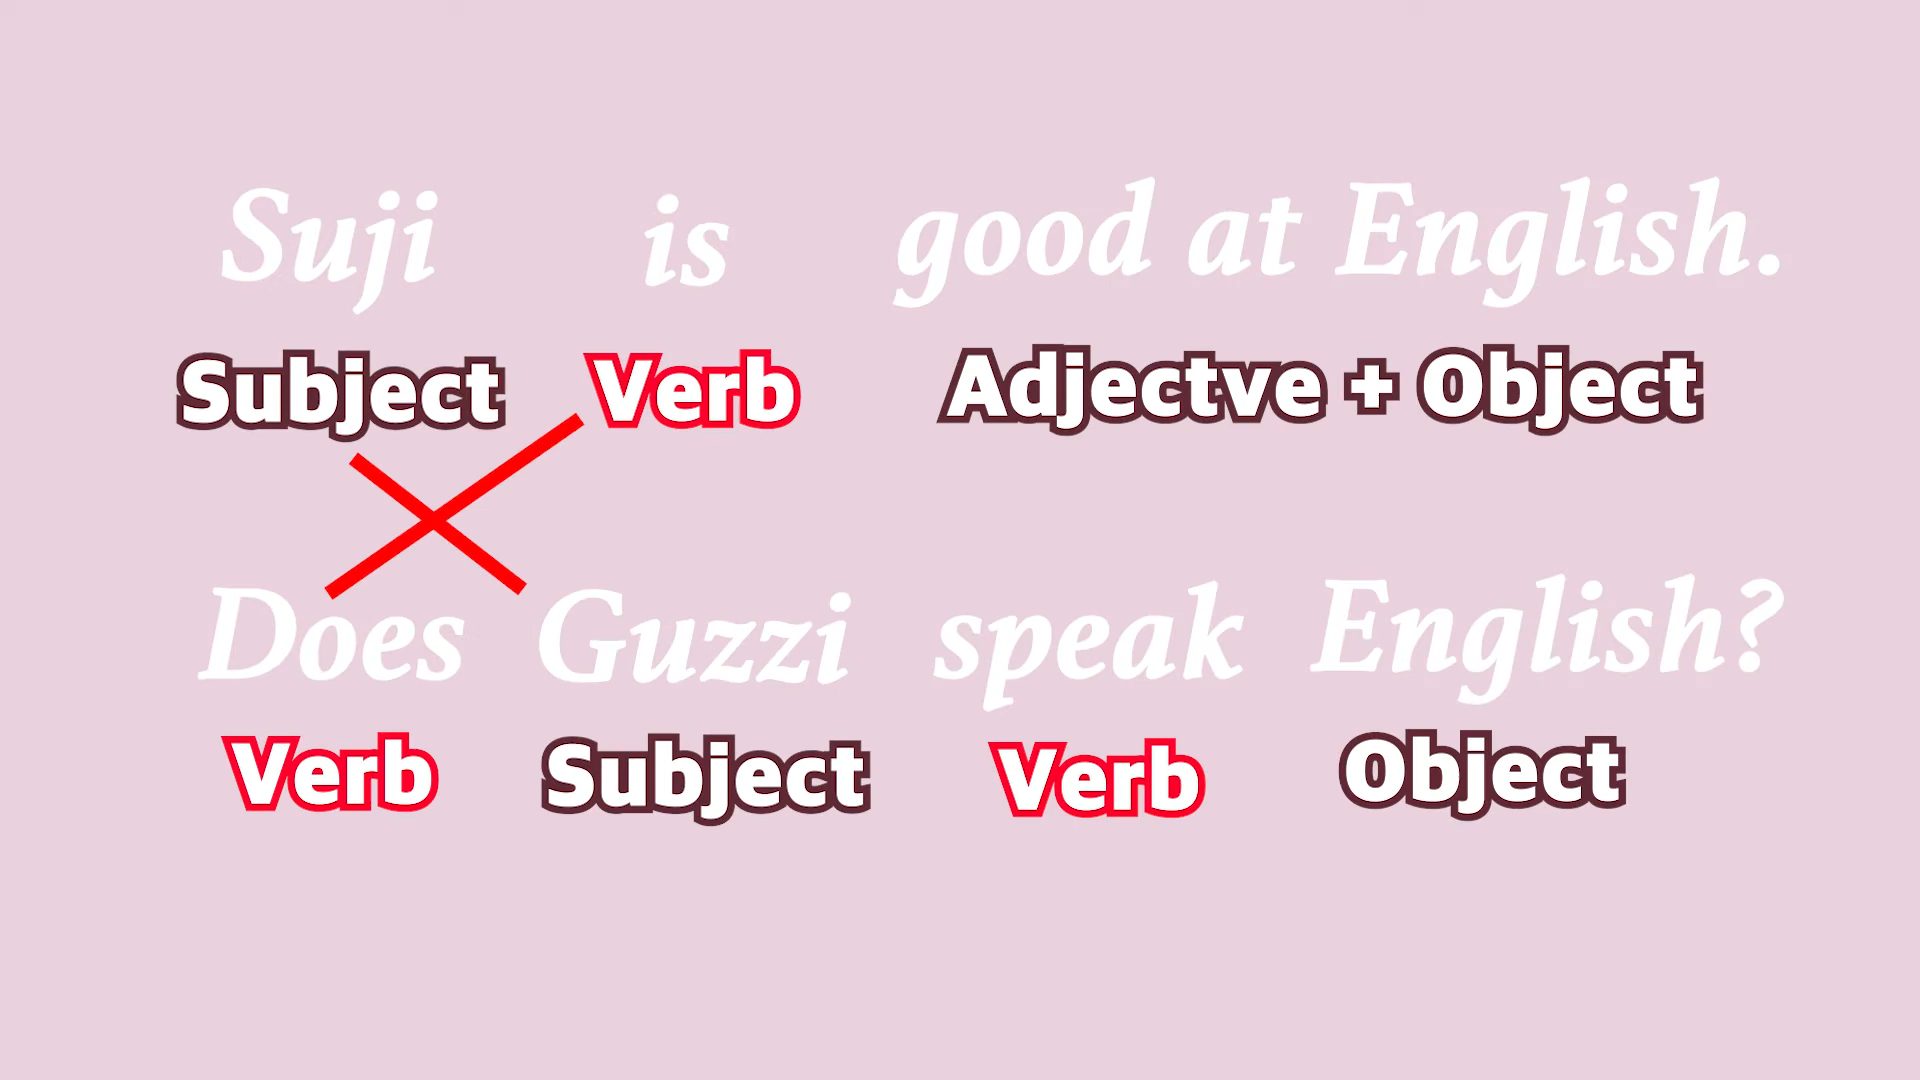 Suji is good at English.
Subject Verb Adjectve + Object
Does Guzzi speak English?
Verb Subject Verb Object